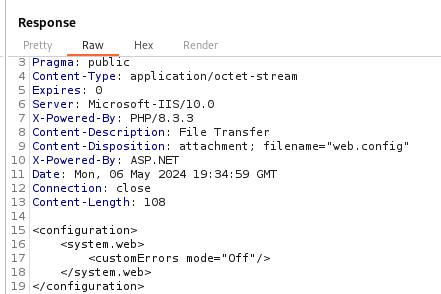 Response
Pretty Raw Hex Render
3 Pragma: public
4 Content-Type: application/octet-stream
5 Expires: 0
6 Server: Microsoft-IIS/10.0
7 X-Powered-By: PHP/8.3.3
8 Content-Description: File Transfer
9 Content-Disposition: attachment; filename="web.config"
10 X-Powered-By: ASP.NET
11 Date: Mon, 06 May 2024 19:34:59 GMT
12 Connection: close
13 Content-Length: 108
14
15 <configuration>
16     <system.web>
17         <customErrors mode="Off"/>
18     </system.web>
19 </configuration>